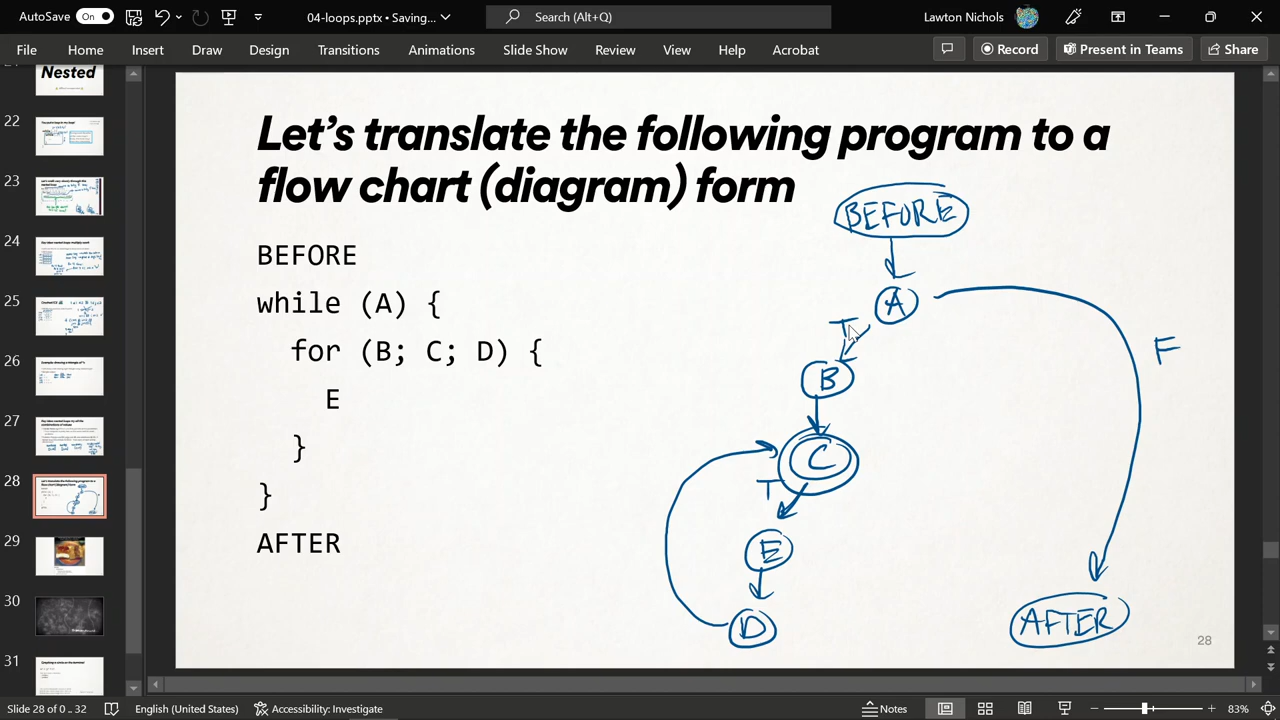 AutoSave On
04-loops.pptx • Saving...
Search (Alt+Q)
Lawton Nichols
File Home Insert Draw Design Transitions Animations Slide Show Review View Help Acrobat
Record Present in Teams Share
Nested
22
23
24
25
26
27
28
29
30
31
Let's translate the following program to a
flow chart (diagram) form
BEFORE
while (A) {
for (B; C; D) {
E
}
}
AFTER
BEFORE
A
T
F
B
C
T
E
D
AFTER
28
Slide 28 of 0 .. 32 English (United States) Accessibility: Investigate Notes 83%